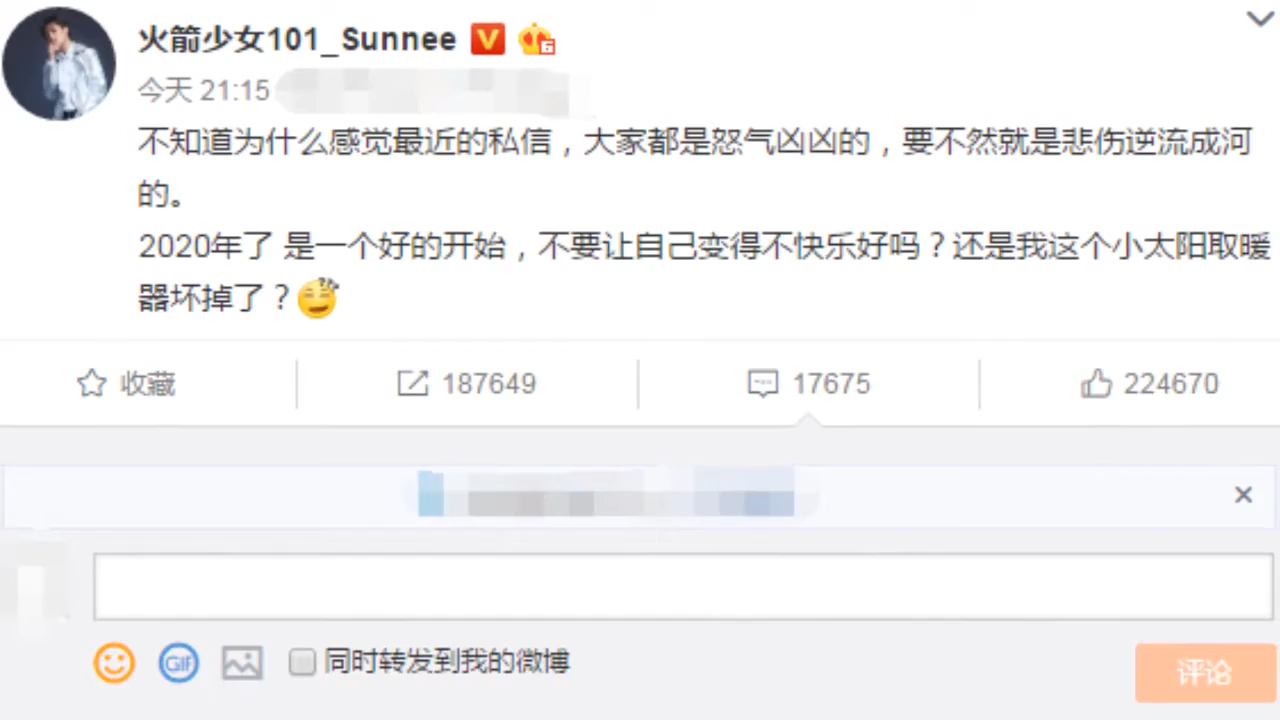 火箭少女101_Sunnee V 6
今天 21:15
不知道为什么感觉最近的私信，大家都是怒气凶凶的，要不然就是悲伤逆流成河
的。
2020年了 是一个好的开始，不要让自己变得不快乐好吗？还是我这个小太阳取暖
器坏掉了？
收藏 187649 17675 224670
GIF 同时转发到我的微博
评论